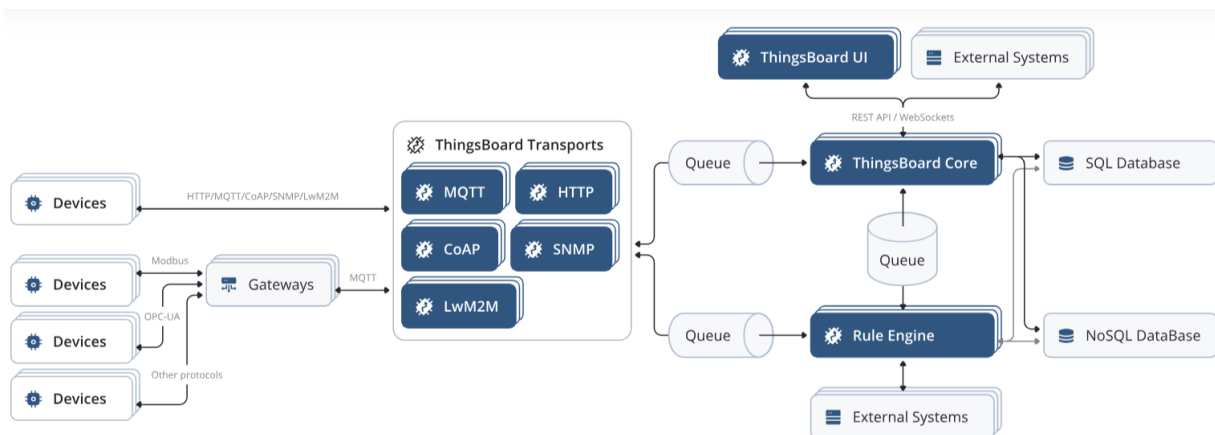 ThingsBoard UI
External Systems
REST API / WebSockets
ThingsBoard Transports
MQTT
HTTP
CoAP
SNMP
LwM2M
Queue
ThingsBoard Core
SQL Database
Devices
HTTP/MQTT/CoAP/SNMP/LwM2M
Queue
Devices
Modbus
Gateways
MQTT
OPC-UA
Devices
Other protocols
Devices
Queue
Rule Engine
NoSQL DataBase
External Systems